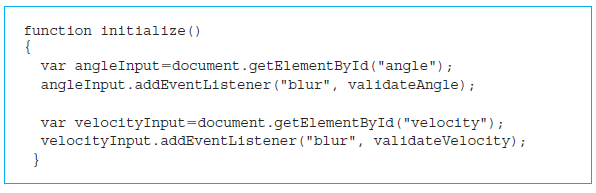 function initialize()
{
var angleInput=document.getElementById("angle");
angleInput.addEventListener("blur", validateAngle);
var velocityInput=document.getElementById("velocity");
velocityInput.addEventListener("blur", validateVelocity);
}